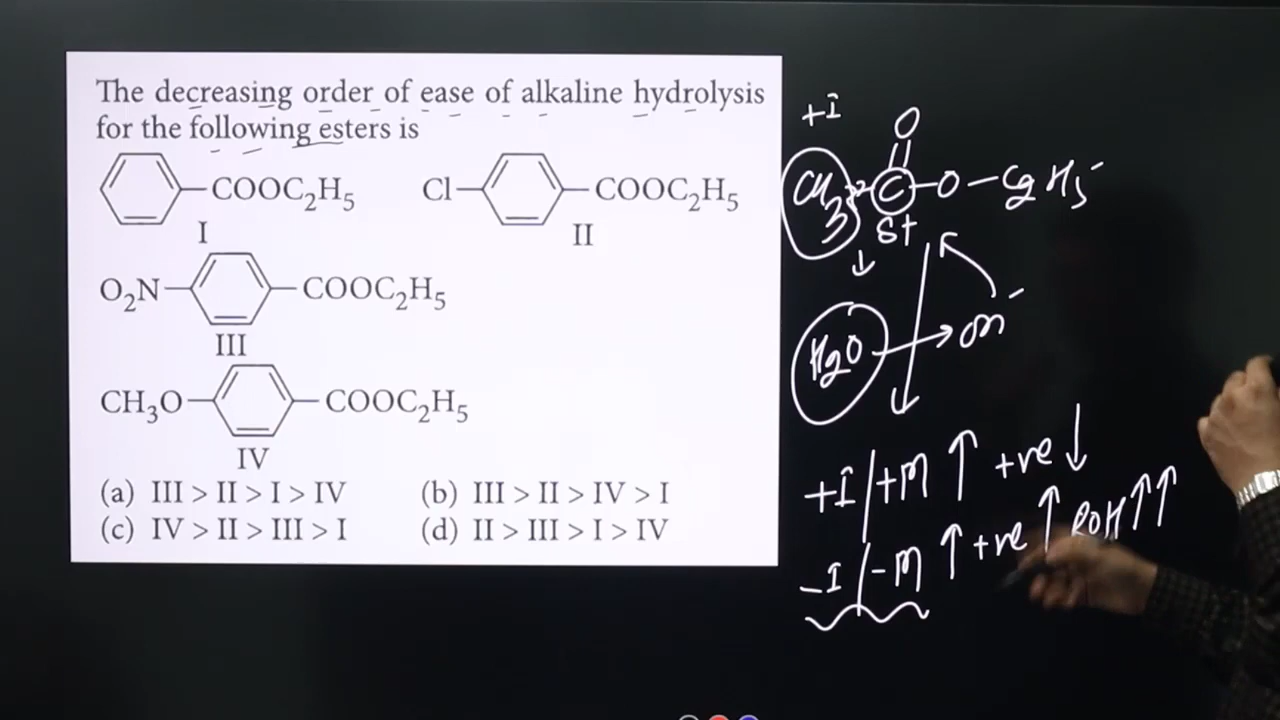 The decreasing order of ease of alkaline hydrolysis
for the following esters is
COOC₂H₅
I
Cl COOC₂H₅
II
O₂N COOC₂H₅
III
CH₃O COOC₂H₅
IV
(a) III > II > I > IV (b) III > II > IV > I
(c) IV > II > III > I (d) II > III > I > IV
+I
O
CH₃ C O C₂H₅
δ+
H₂O OH⁻
+I/+M ↑ +ve ↓
-I/-M ↑ +ve ↑ ROH ↑↑